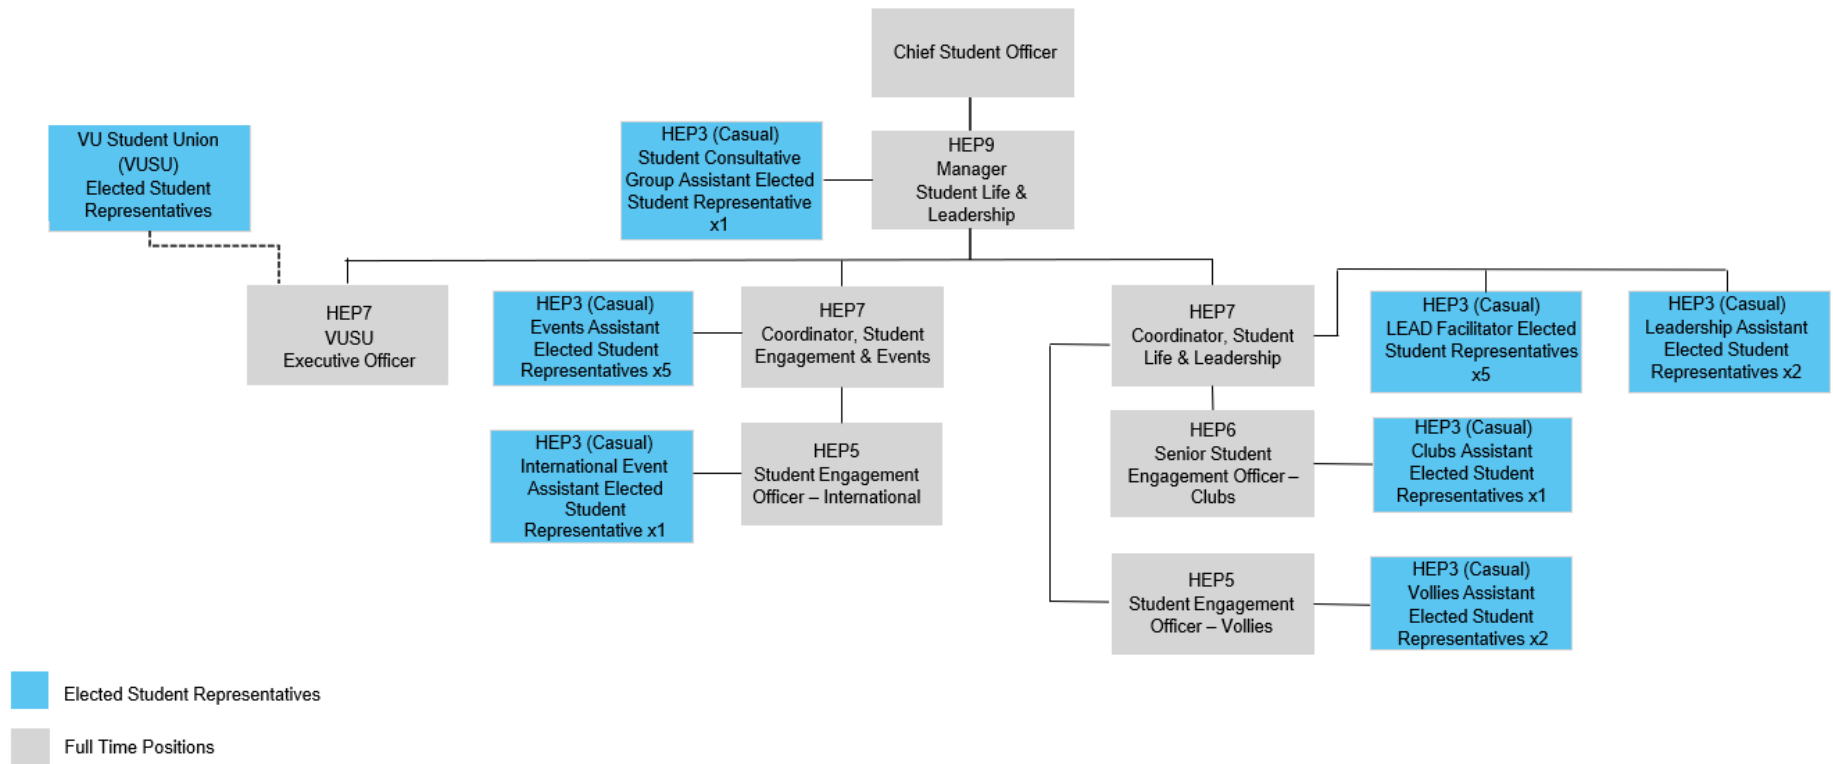 Chief Student Officer
VU Student Union
(VUSU)
Elected Student
Representatives
HEP3 (Casual)
Student Consultative
Group Assistant Elected
Student Representative
x1
HEP9
Manager
Student Life &
Leadership
HEP7
VUSU
Executive Officer
HEP3 (Casual)
Events Assistant
Elected Student
Representatives x5
HEP7
Coordinator, Student
Engagement & Events
HEP7
Coordinator, Student
Life & Leadership
HEP3 (Casual)
LEAD Facilitator Elected
Student Representatives
x5
HEP3 (Casual)
Leadership Assistant
Elected Student
Representatives x2
HEP3 (Casual)
International Event
Assistant Elected
Student
Representative x1
HEP5
Student Engagement
Officer – International
HEP6
Senior Student
Engagement Officer –
Clubs
HEP3 (Casual)
Clubs Assistant
Elected Student
Representatives x1
HEP5
Student Engagement
Officer – Vollies
HEP3 (Casual)
Vollies Assistant
Elected Student
Representatives x2
Elected Student Representatives
Full Time Positions